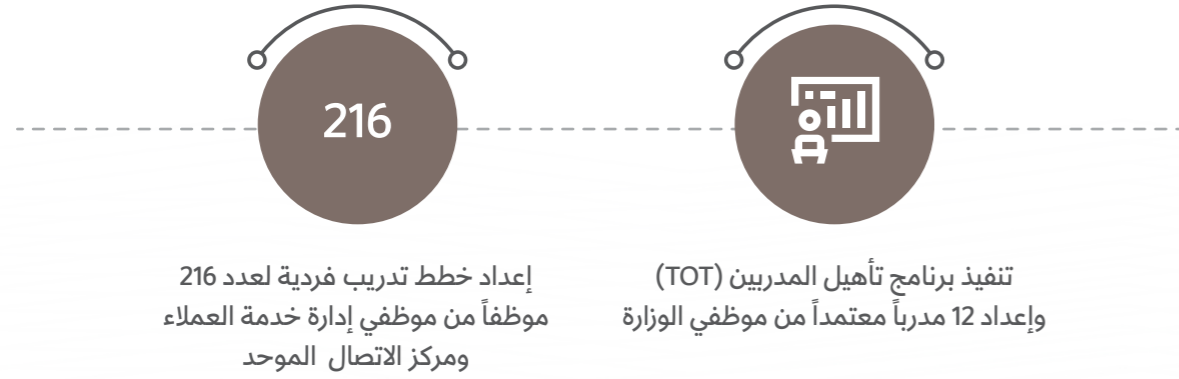 تنفيذ برنامج تأهيل المدربين (TOT)
وإعداد 12 مدرباً معتمداً من موظفي الوزارة
216
إعداد خطط تدريب فردية لعدد 216
موظفاً من موظفي إدارة خدمة العملاء
ومركز الاتصال الموحد